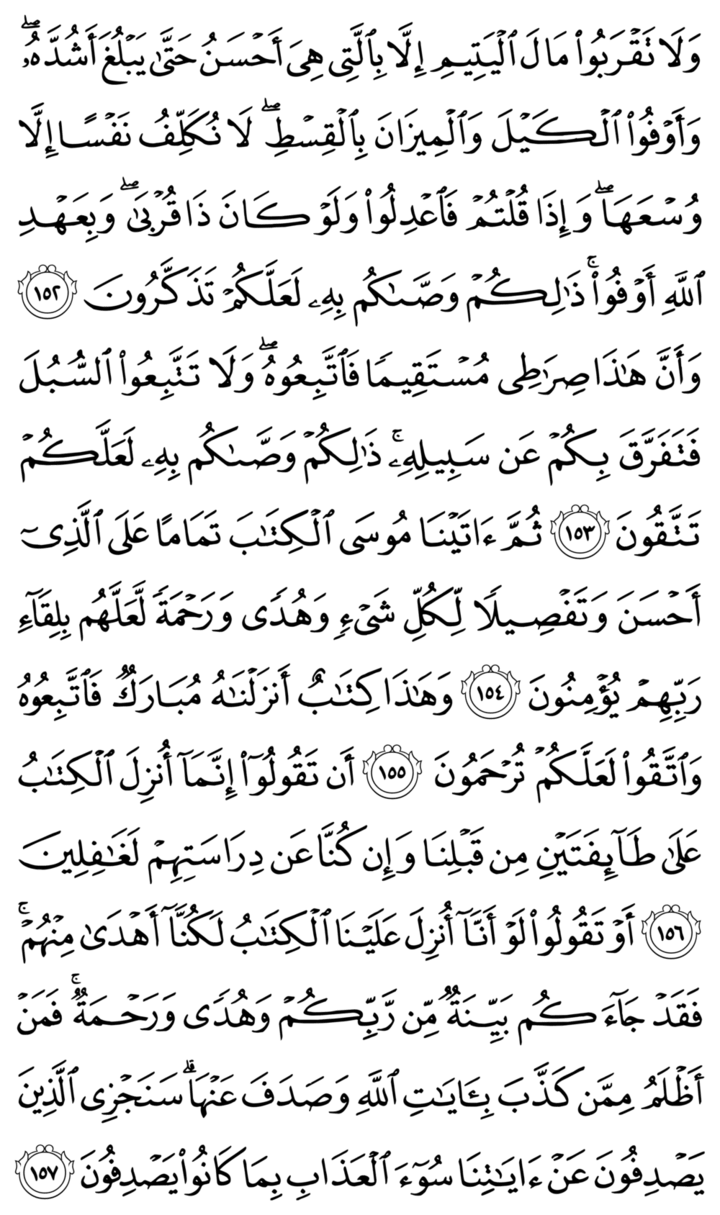 وَلَا تَقۡرَبُواْ مَالَ ٱلۡيَتِيمِ إِلَّا بِٱلَّتِي هِيَ أَحۡسَنُ حَتَّىٰ يَبۡلُغَ أَشُدَّهُۥۖ
وَأَوۡفُواْ ٱلۡكَيۡلَ وَٱلۡمِيزَانَ بِٱلۡقِسۡطِۖ لَا نُكَلِّفُ نَفۡسًا إِلَّا
وُسۡعَهَاۖ وَإِذَا قُلۡتُمۡ فَٱعۡدِلُواْ وَلَوۡ كَانَ ذَا قُرۡبَىٰۖ وَبِعَهۡدِ
ٱللَّهِ أَوۡفُواْۚ ذَٰلِكُمۡ وَصَّىٰكُم بِهِۦ لَعَلَّكُمۡ تَذَكَّرُونَ ١٥٢
وَأَنَّ هَٰذَا صِرَٰطِي مُسۡتَقِيمٗا فَٱتَّبِعُوهُۖ وَلَا تَتَّبِعُواْ ٱلسُّبُلَ
فَتَفَرَّقَ بِكُمۡ عَن سَبِيلِهِۦۚ ذَٰلِكُمۡ وَصَّىٰكُم بِهِۦ لَعَلَّكُمۡ
تَتَّقُونَ ١٥٣ ثُمَّ ءَاتَيۡنَا مُوسَى ٱلۡكِتَٰبَ تَمَامًا عَلَى ٱلَّذِيٓ
أَحۡسَنَ وَتَفۡصِيلٗا لِّكُلِّ شَيۡءٖ وَهُدٗى وَرَحۡمَةٗ لَّعَلَّهُم بِلِقَآءِ
رَبِّهِمۡ يُؤۡمِنُونَ ١٥٤ وَهَٰذَا كِتَٰبٌ أَنزَلۡنَٰهُ مُبَارَكٞ فَٱتَّبِعُوهُ
وَٱتَّقُواْ لَعَلَّكُمۡ تُرۡحَمُونَ ١٥٥ أَن تَقُولُوٓاْ إِنَّمَآ أُنزِلَ ٱلۡكِتَٰبُ
عَلَىٰ طَآئِفَتَيۡنِ مِن قَبۡلِنَا وَإِن كُنَّا عَن دِرَاسَتِهِمۡ لَغَٰفِلِينَ
١٥٦ أَوۡ تَقُولُواْ لَوۡ أَنَّآ أُنزِلَ عَلَيۡنَا ٱلۡكِتَٰبُ لَكُنَّآ أَهۡدَىٰ مِنۡهُمۡۚ
فَقَدۡ جَآءَكُم بَيِّنَةٞ مِّن رَّبِّكُمۡ وَهُدٗى وَرَحۡمَةٞۚ فَمَنۡ
أَظۡلَمُ مِمَّن كَذَّبَ بِـَٔايَٰتِ ٱللَّهِ وَصَدَفَ عَنۡهَاۗ سَنَجۡزِي ٱلَّذِينَ
يَصۡدِفُونَ عَنۡ ءَايَٰتِنَا سُوٓءَ ٱلۡعَذَابِ بِمَا كَانُواْ يَصۡدِفُونَ ١٥٧